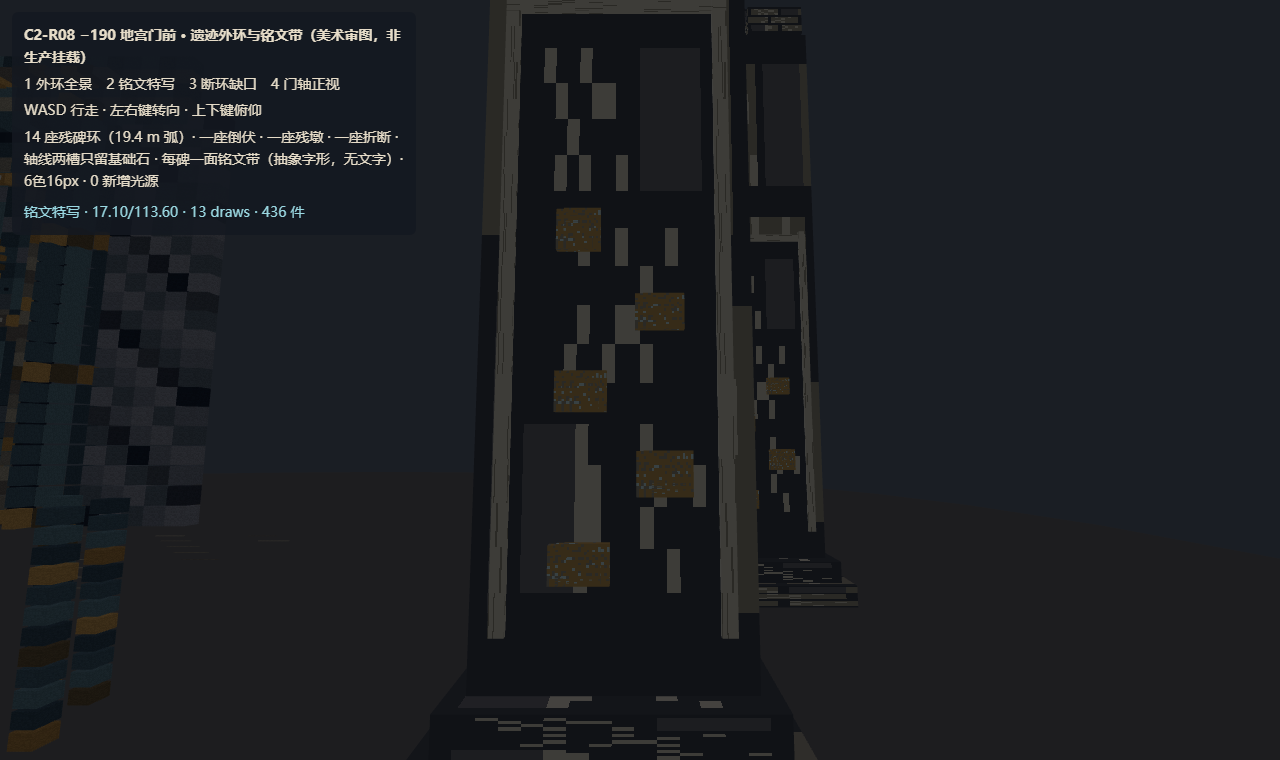 C2-R08 −190 地宫门前 • 遗迹外环与铭文带（美术审图，非
生产挂载）
1 外环全景 2 铭文特写 3 断环缺口 4 门轴正视
WASD 行走 · 左右键转向 · 上下键俯仰
14 座残碑环（19.4 m 弧）· 一座倒伏 · 一座残墩 · 一座折断 ·
轴线两槽只留基础石 · 每碑一面铭文带（抽象字形，无文字）·
6色16px · 0 新增光源
铭文特写 · 17.10/113.60 · 13 draws · 436 件